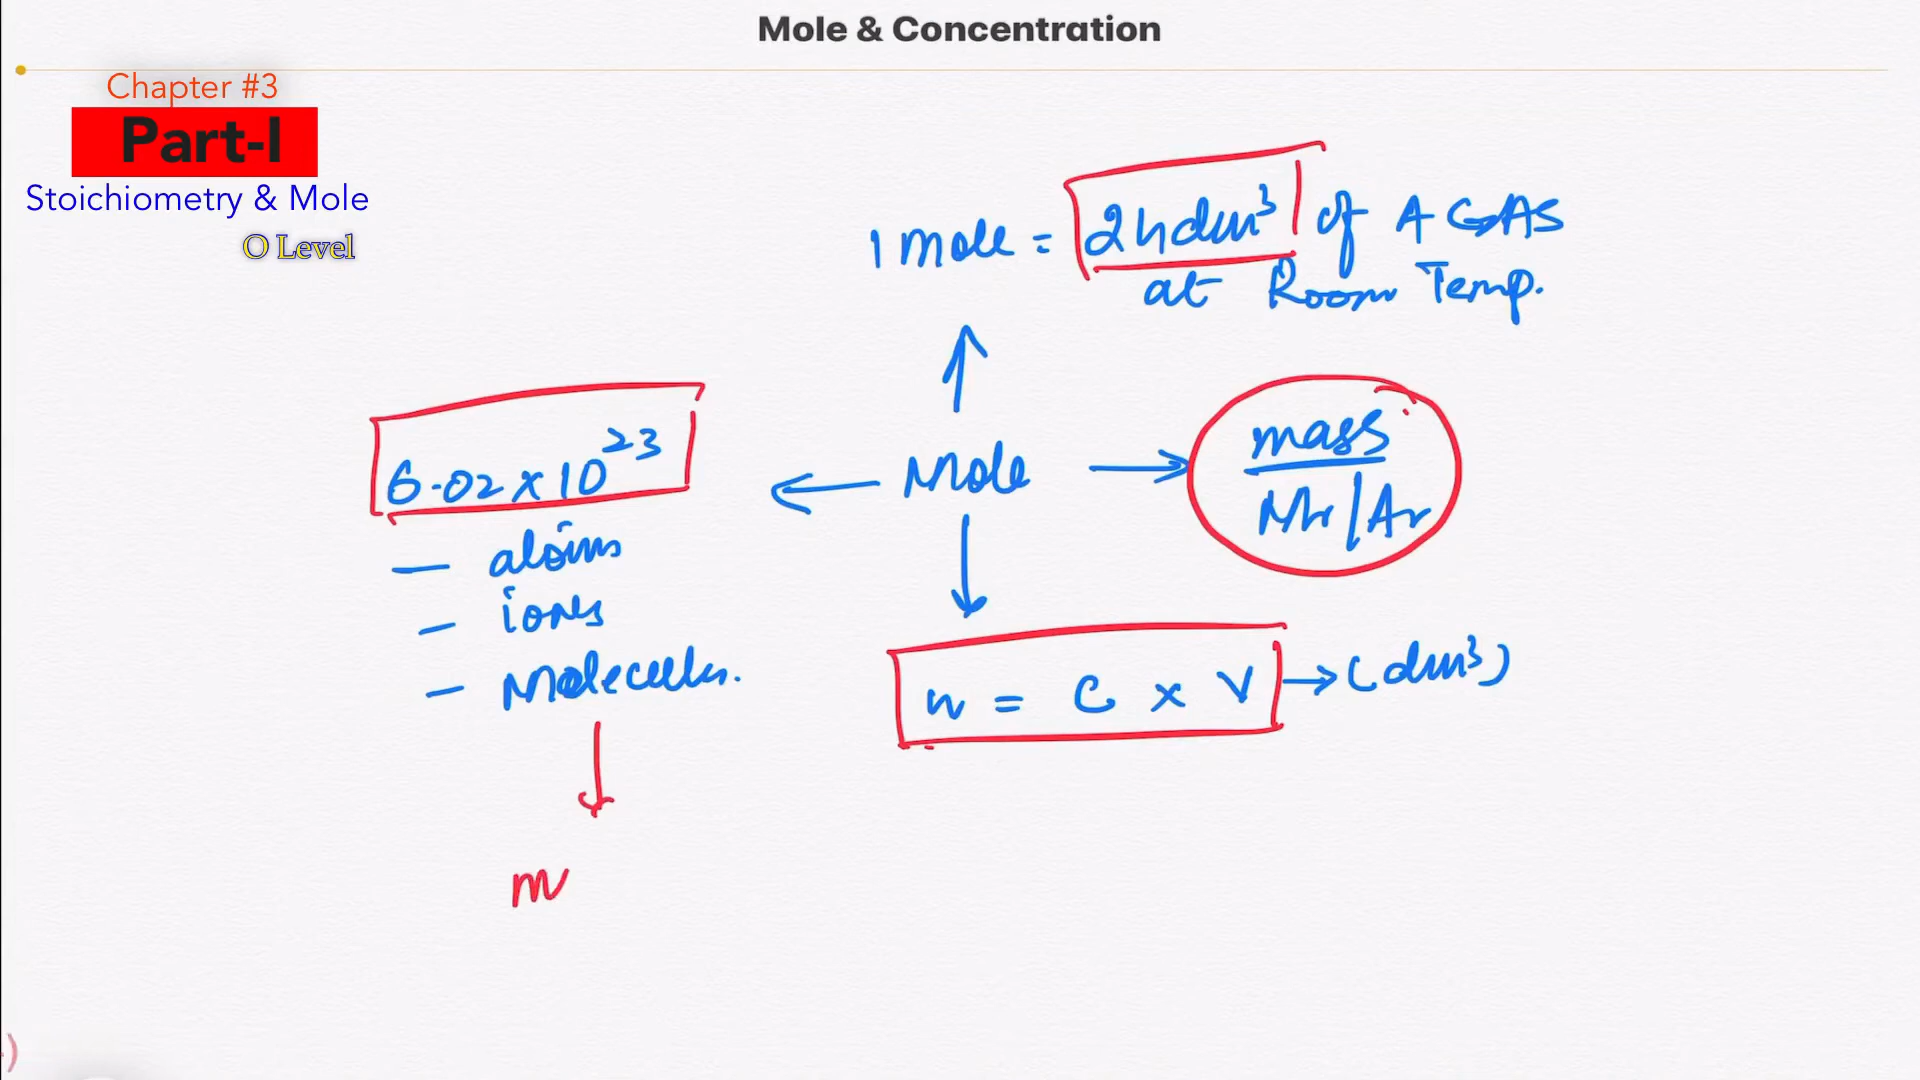 Mole & Concentration
Chapter #3
Part-I
Stoichiometry & Mole
O Level
1 mole = 24dm³ of A GAS
at Room Temp.
6.02 x 10²³
— atoms
— ions
— Molecules.
Mole
mass
Mr/Ar
n = C x V → (dm³)
m
)